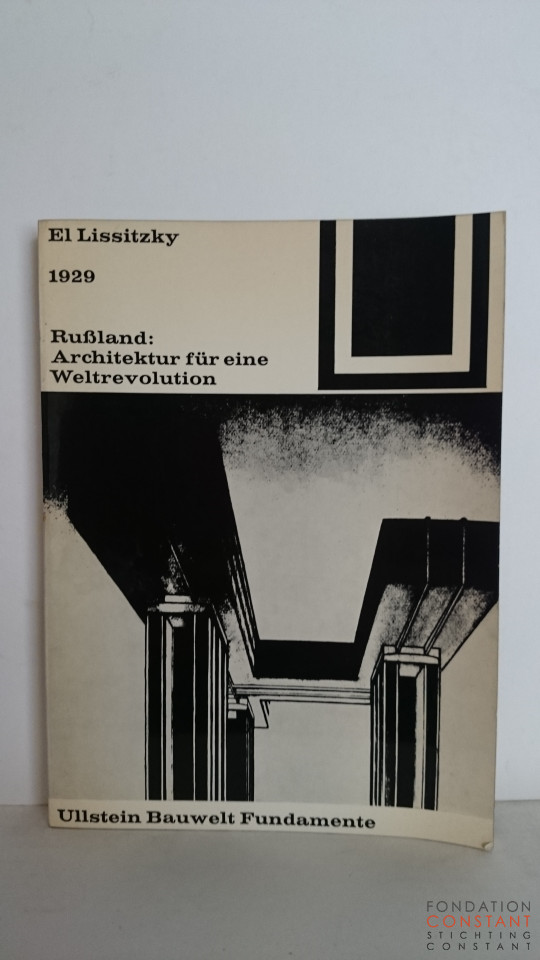 El Lissitzky
1929
Rußland:
Architektur für eine
Weltrevolution
Ullstein Bauwelt Fundamente
FONDATION
CONSTANT
STICHTING
CONSTANT